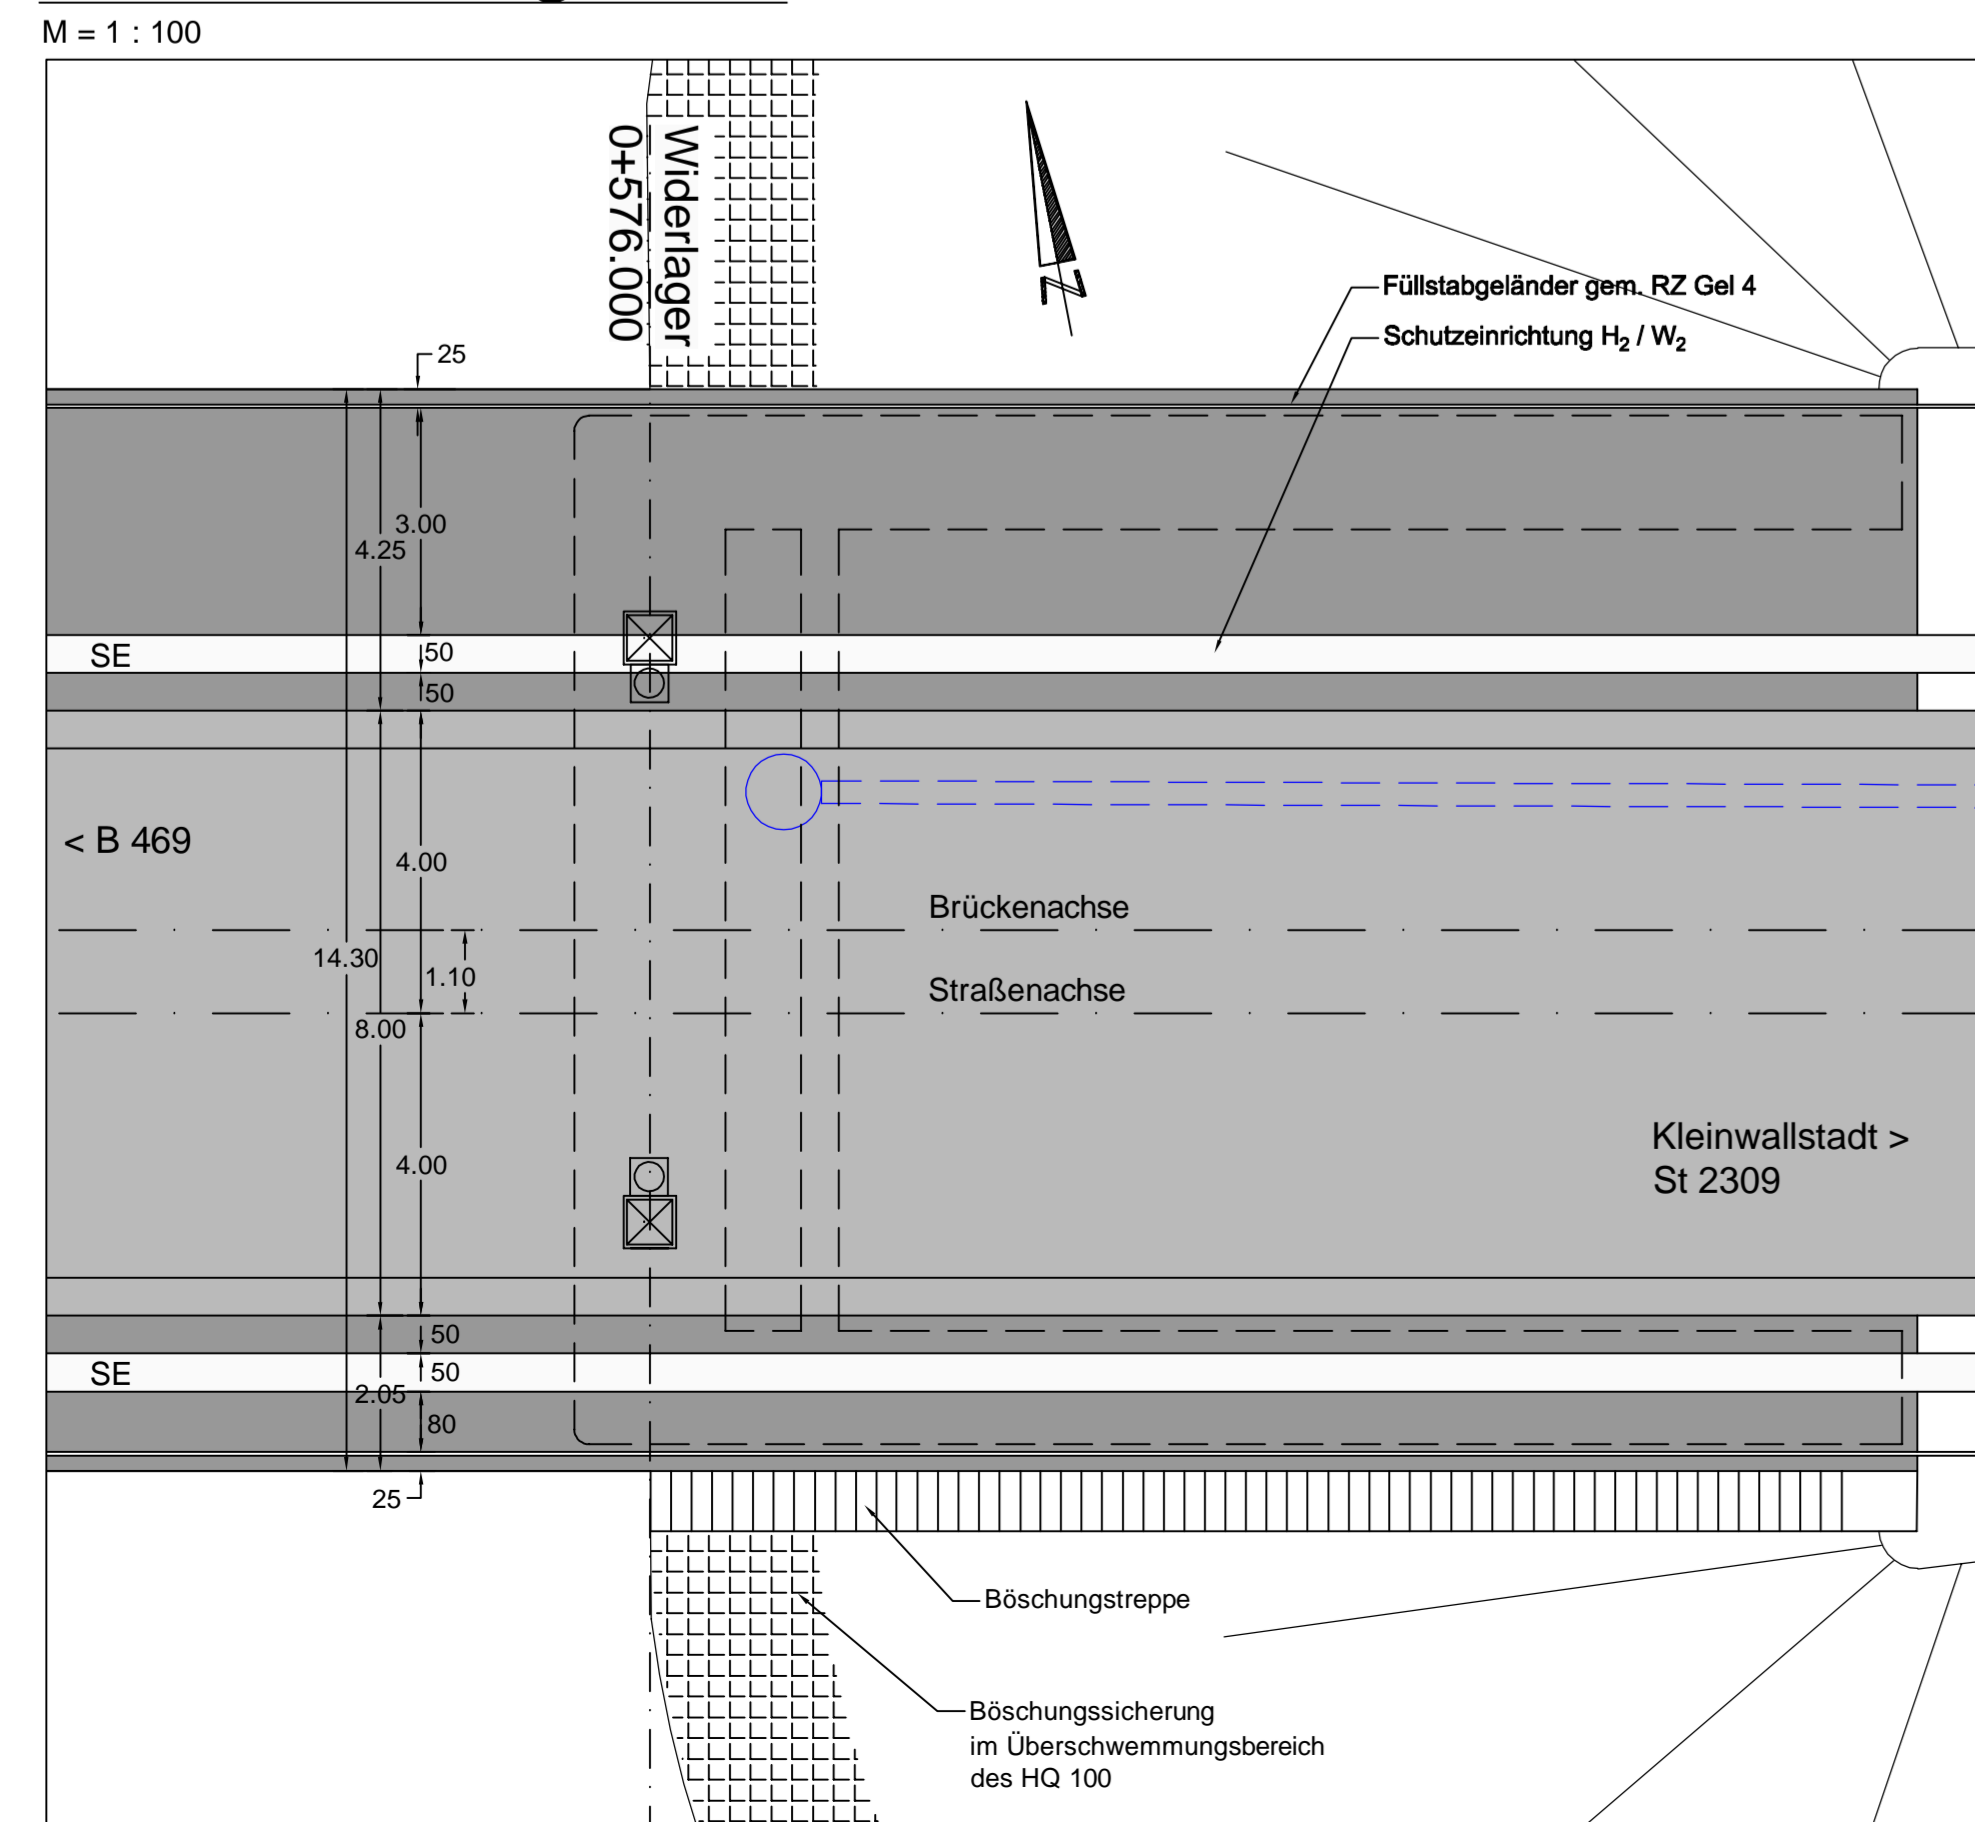 M = 1 : 100
Widerlager
0+576.000
N
Füllstabgeländer gem. RZ Gel 4
Schutzeinrichtung H₂ / W₂
25
3.00
4.25
SE
50
50
< B 469
4.00
Brückenachse
14.30
1.10
Straßenachse
8.00
Kleinwallstadt >
St 2309
4.00
50
SE
50
2.05
80
25
Böschungstreppe
Böschungssicherung
im Überschwemmungsbereich
des HQ 100